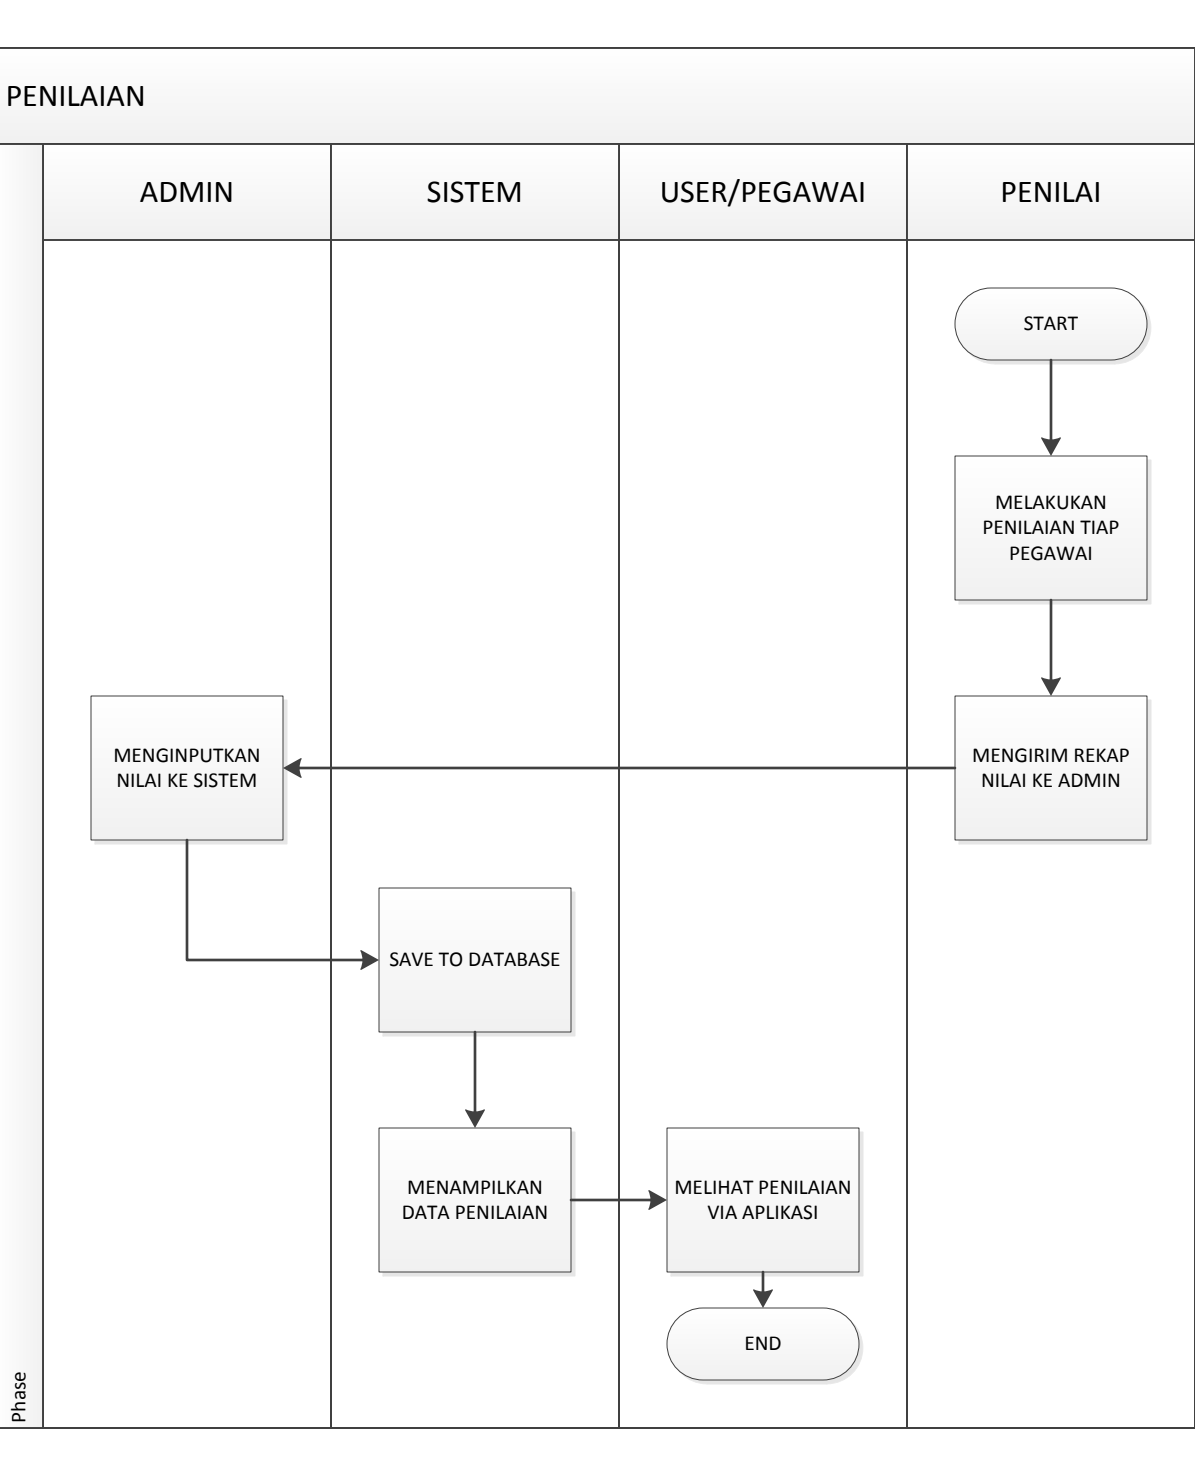 PENILAIAN
ADMIN
SISTEM
USER/PEGAWAI
PENILAI
START
MELAKUKAN
PENILAIAN TIAP
PEGAWAI
MENGINPUTKAN
NILAI KE SISTEM
MENGIRIM REKAP
NILAI KE ADMIN
SAVE TO DATABASE
MENAMPILKAN
DATA PENILAIAN
MELIHAT PENILAIAN
VIA APLIKASI
END
Phase